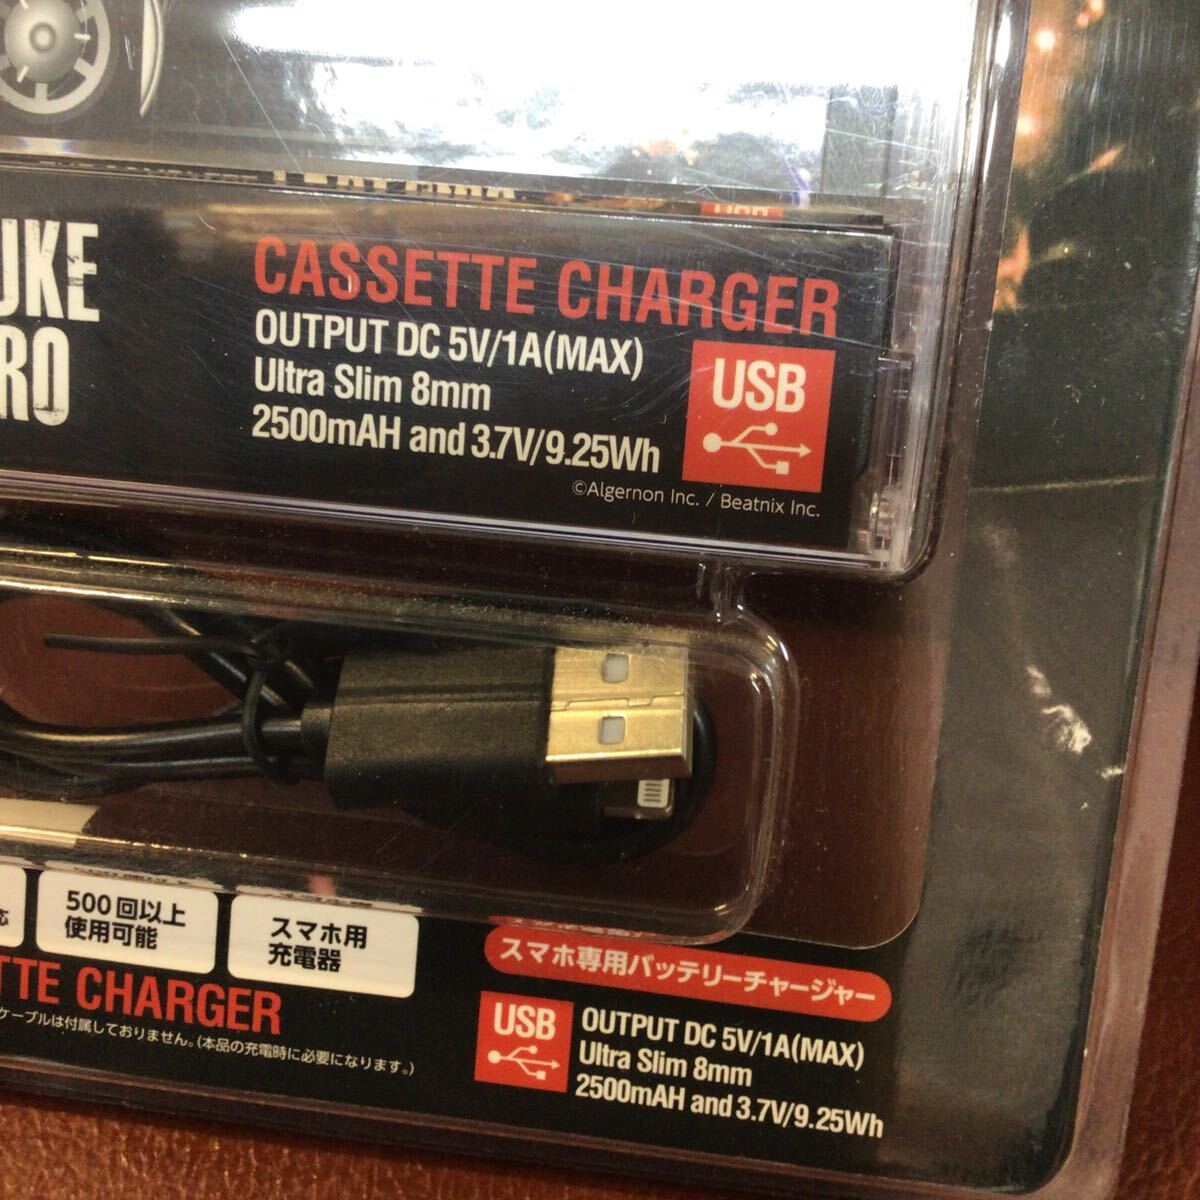 UKE
RO
CASSETTE CHARGER
OUTPUT DC 5V/1A(MAX)
Ultra Slim 8mm
2500mAH and 3.7V/9.25Wh
USB
©Algernon Inc. / Beatnix Inc.
応
500回以上
使用可能
スマホ用
充電器
TTE CHARGER
ケーブルは付属しておりません。(本品の充電時に必要になります。)
スマホ専用バッテリーチャージャー
USB
OUTPUT DC 5V/1A(MAX)
Ultra Slim 8mm
2500mAH and 3.7V/9.25Wh